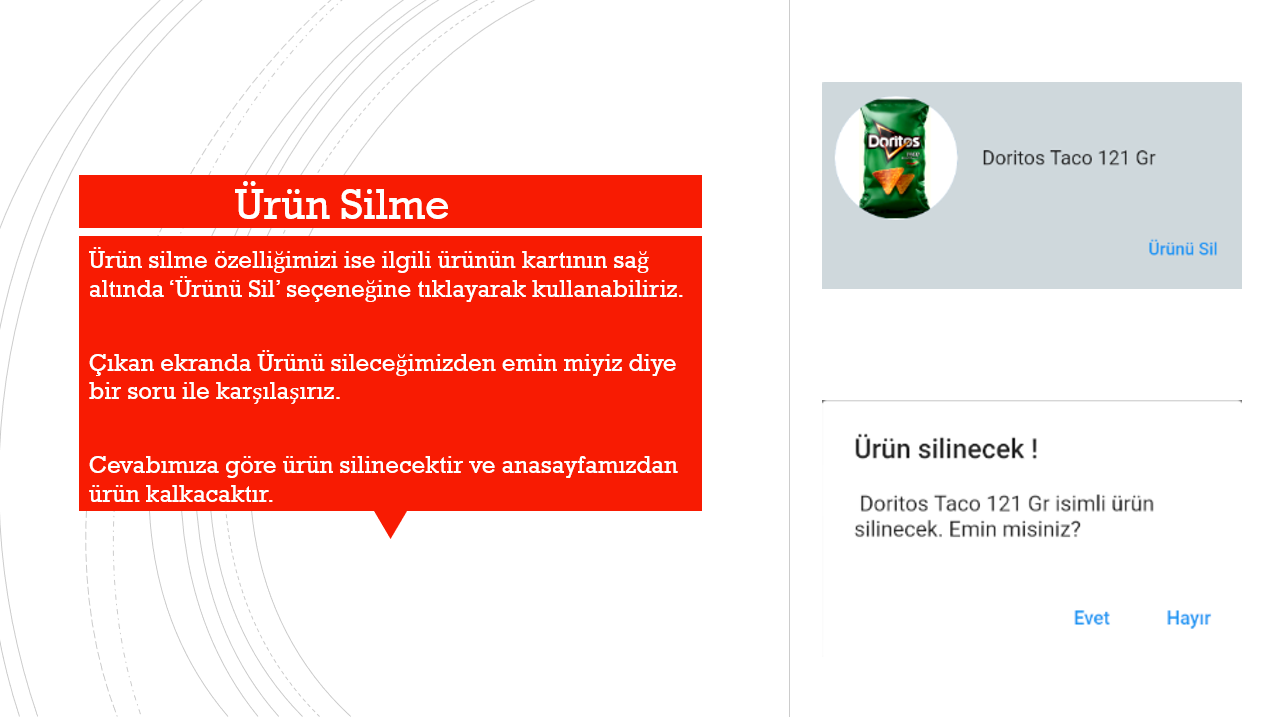 Ürün Silme
Ürün silme özelliğimizi ise ilgili ürünün kartının sağ
altında ‘Ürünü Sil’ seçeneğine tıklayarak kullanabiliriz.
Çıkan ekranda Ürünü sileceğimizden emin miyiz diye
bir soru ile karşılaşırız.
Cevabımıza göre ürün silinecektir ve anasayfamızdan
ürün kalkacaktır.
Doritos
Doritos Taco 121 Gr
Ürünü Sil
Ürün silinecek !
Doritos Taco 121 Gr isimli ürün
silinecek. Emin misiniz?
Evet Hayır